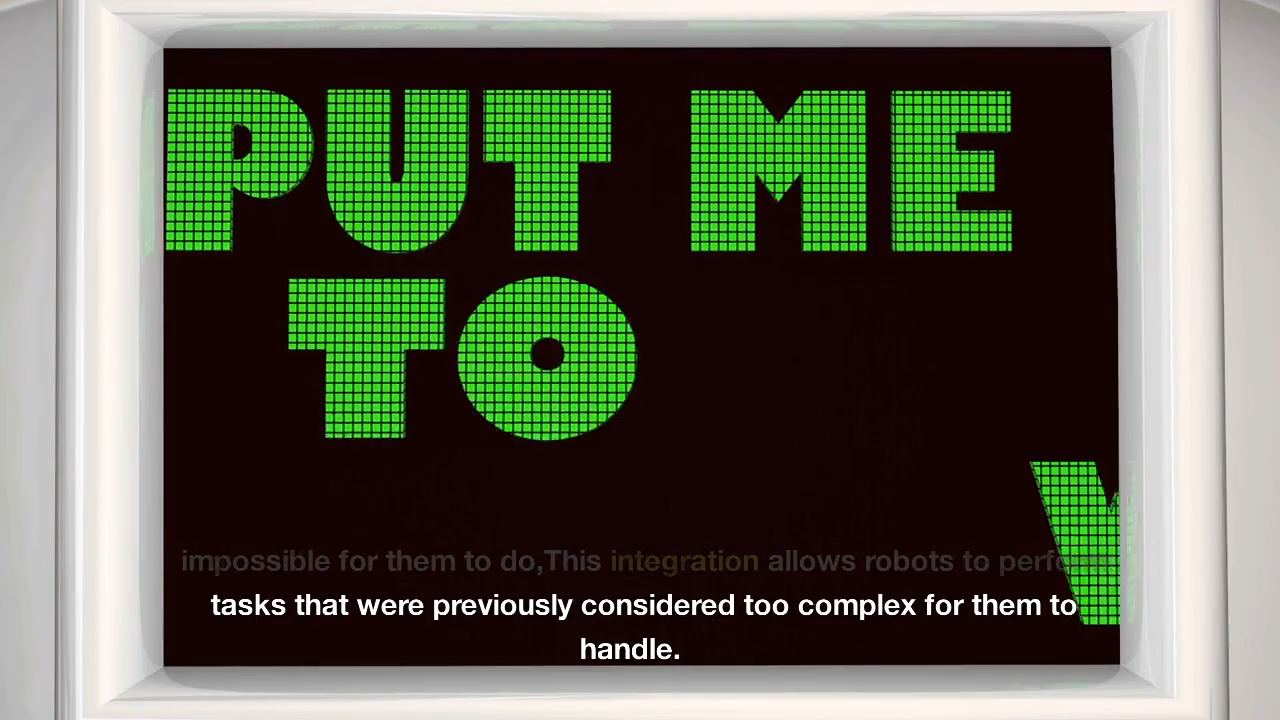 PUT ME
TO
W
impossible for them to do,This integration allows robots to perform
tasks that were previously considered too complex for them to
handle.